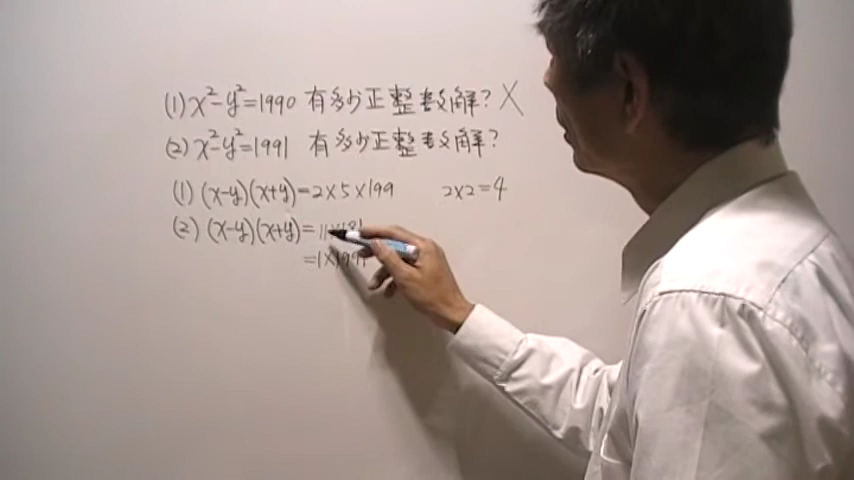 (1) x²-y²=1990 有多少正整數解? X
(2) x²-y²=1991 有多少正整數解?
(1) (x-y)(x+y)=2×5×199 2×2=4
(2) (x-y)(x+y)=11×181
=1×1991